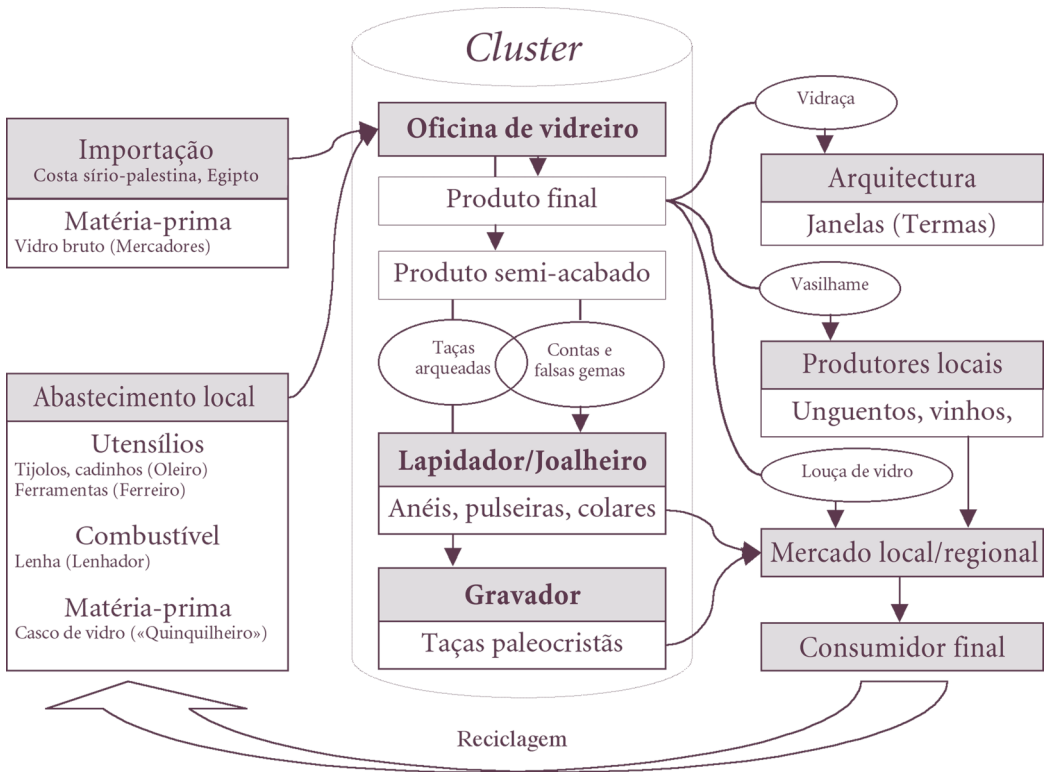 Cluster
Importação
Costa sírio-palestina, Egipto
Matéria-prima
Vidro bruto (Mercadores)
Abastecimento local
Utensílios
Tijolos, cadinhos (Oleiro)
Ferramentas (Ferreiro)
Combustível
Lenha (Lenhador)
Matéria-prima
Casco de vidro («Quinquilheiro»)
Oficina de vidreiro
Produto final
Produto semi-acabado
Taças
arqueadas
Contas e
falsas gemas
Lapidador/Joalheiro
Anéis, pulseiras, colares
Gravador
Taças paleocristãs
Vidraça
Arquitectura
Janelas (Termas)
Vasilhame
Produtores locais
Unguentos, vinhos,
Louça de vidro
Mercado local/regional
Consumidor final
Reciclagem